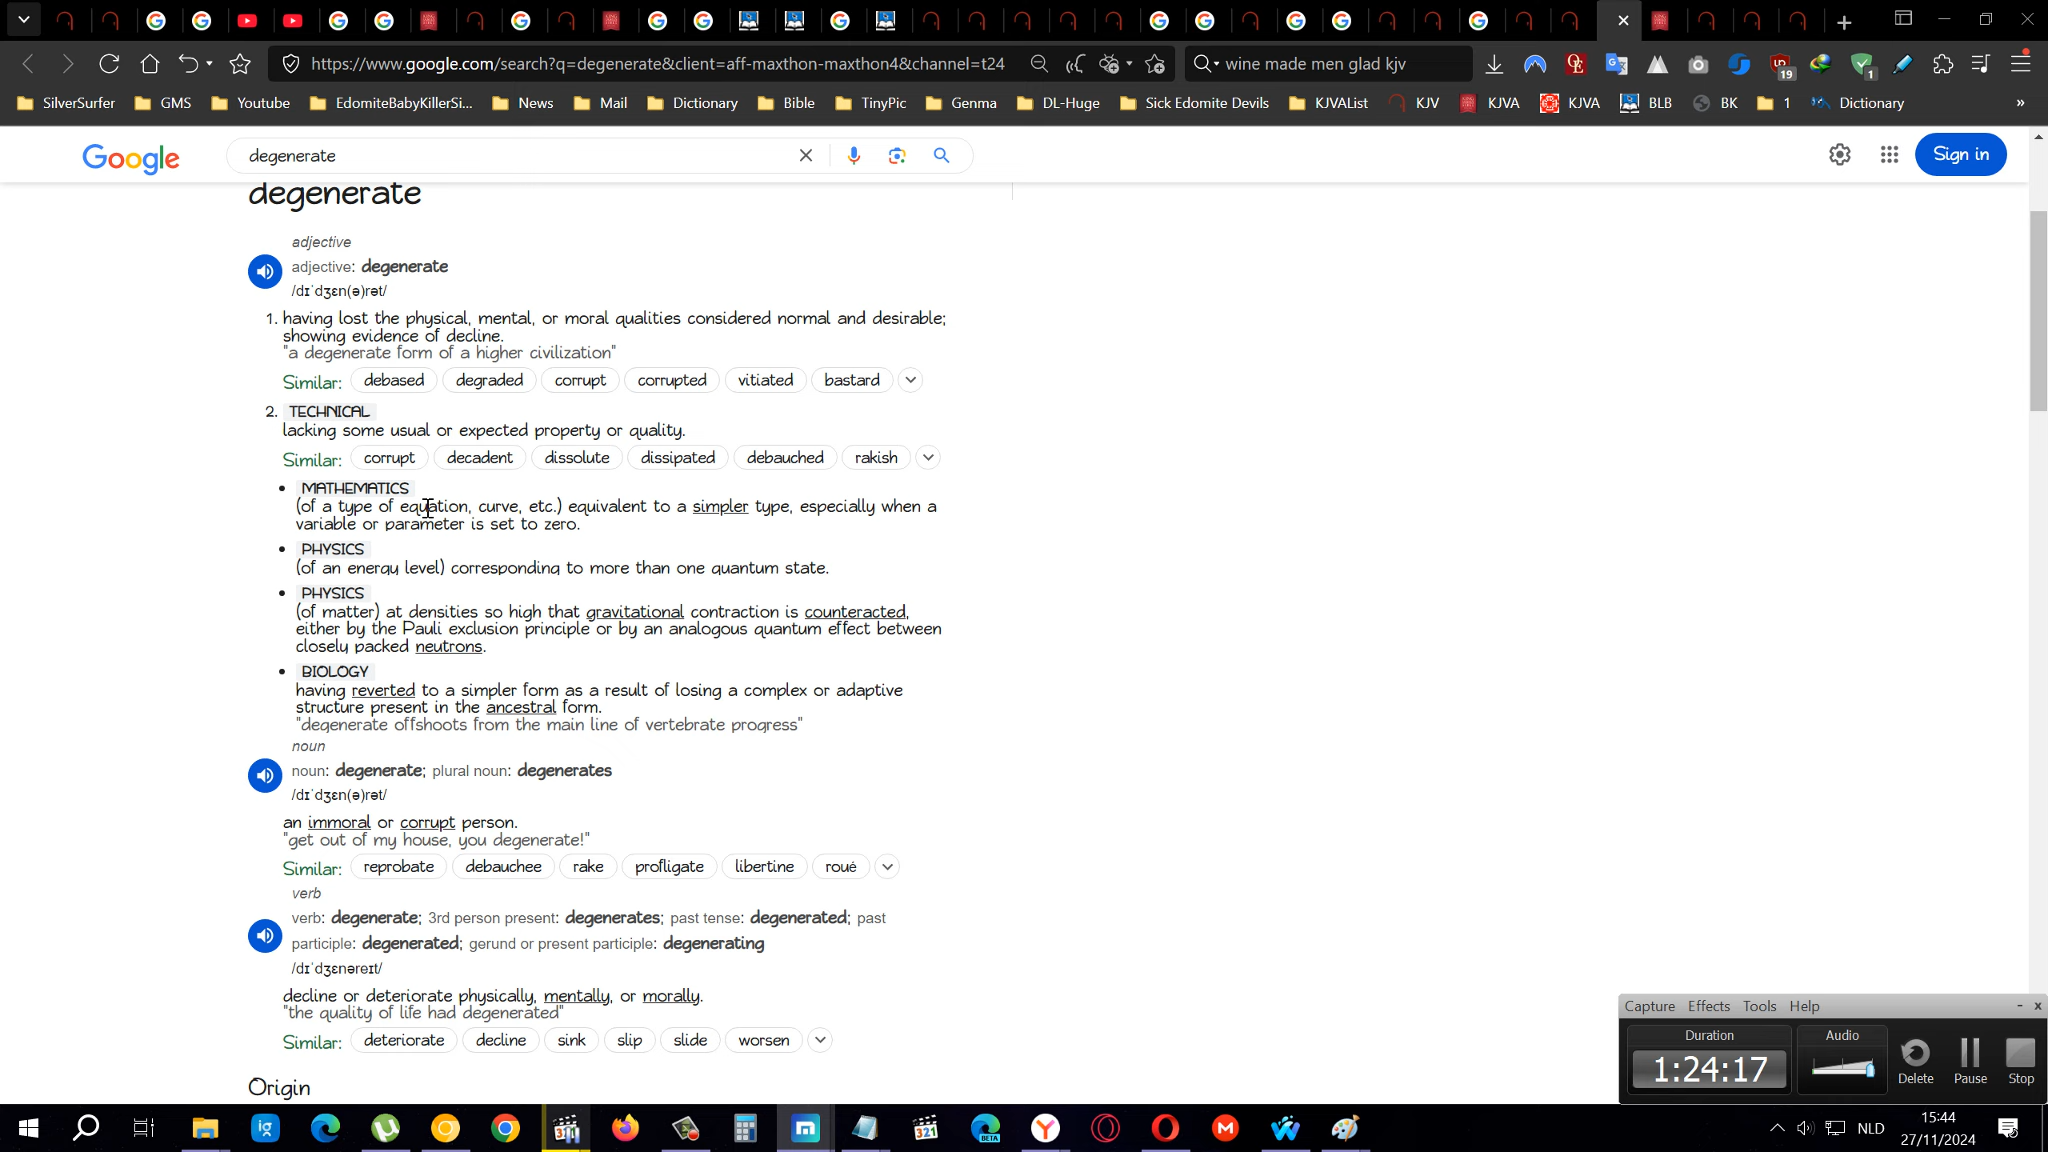 https://www.google.com/search?q=degenerate&client=aff-maxthon-maxthon4&channel=t24
wine made men glad kjv
19
1
SilverSurfer GMS Youtube EdomiteBabyKillerSi... News Mail Dictionary Bible TinyPic Genma DL-Huge Sick Edomite Devils KJVAList KJV KJVA KJVA BLB BK 1 Dictionary »
Google
degenerate
Sign in
degenerate
adjective
adjective: degenerate
/dɪˈdʒɛn(ə)rət/
1. having lost the physical, mental, or moral qualities considered normal and desirable;
showing evidence of decline.
"a degenerate form of a higher civilization"
Similar: debased degraded corrupt corrupted vitiated bastard
2. TECHNICAL
lacking some usual or expected property or quality.
Similar: corrupt decadent dissolute dissipated debauched rakish
• MATHEMATICS
(of a type of equation, curve, etc.) equivalent to a simpler type, especially when a
variable or parameter is set to zero.
• PHYSICS
(of an energy level) corresponding to more than one quantum state.
• PHYSICS
(of matter) at densities so high that gravitational contraction is counteracted,
either by the Pauli exclusion principle or by an analogous quantum effect between
closely packed neutrons.
• BIOLOGY
having reverted to a simpler form as a result of losing a complex or adaptive
structure present in the ancestral form.
"degenerate offshoots from the main line of vertebrate progress"
noun
noun: degenerate; plural noun: degenerates
/dɪˈdʒɛn(ə)rət/
an immoral or corrupt person.
"get out of my house, you degenerate!"
Similar: reprobate debauchee rake profligate libertine roué
verb
verb: degenerate; 3rd person present: degenerates; past tense: degenerated; past
participle: degenerated; gerund or present participle: degenerating
/dɪˈdʒɛnəreɪt/
decline or deteriorate physically, mentally, or morally.
"the quality of life had degenerated"
Similar: deteriorate decline sink slip slide worsen
Origin
Capture Effects Tools Help
Duration
Audio
1:24:17
Delete Pause Stop
NLD
15:44
27/11/2024